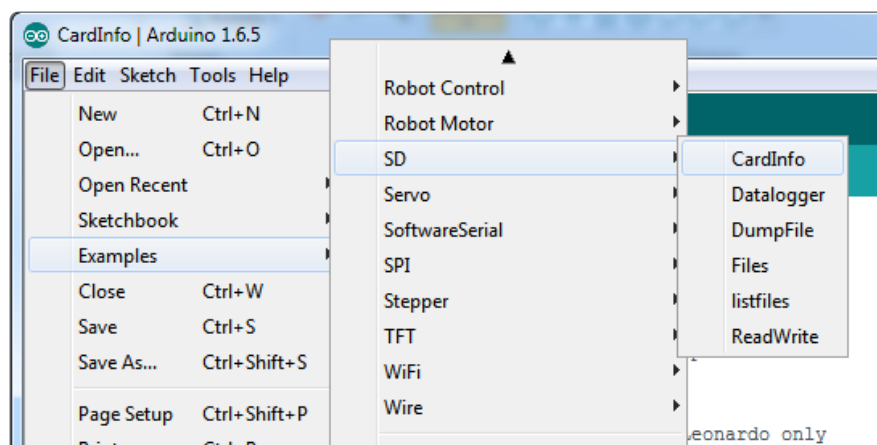 CardInfo | Arduino 1.6.5
File Edit Sketch Tools Help
New Ctrl+N
Open... Ctrl+O
Open Recent
Sketchbook
Examples
Close Ctrl+W
Save Ctrl+S
Save As... Ctrl+Shift+S
Page Setup Ctrl+Shift+P
Robot Control
Robot Motor
SD
Servo
SoftwareSerial
SPI
Stepper
TFT
WiFi
Wire
CardInfo
Datalogger
DumpFile
Files
listfiles
ReadWrite
eonardo only